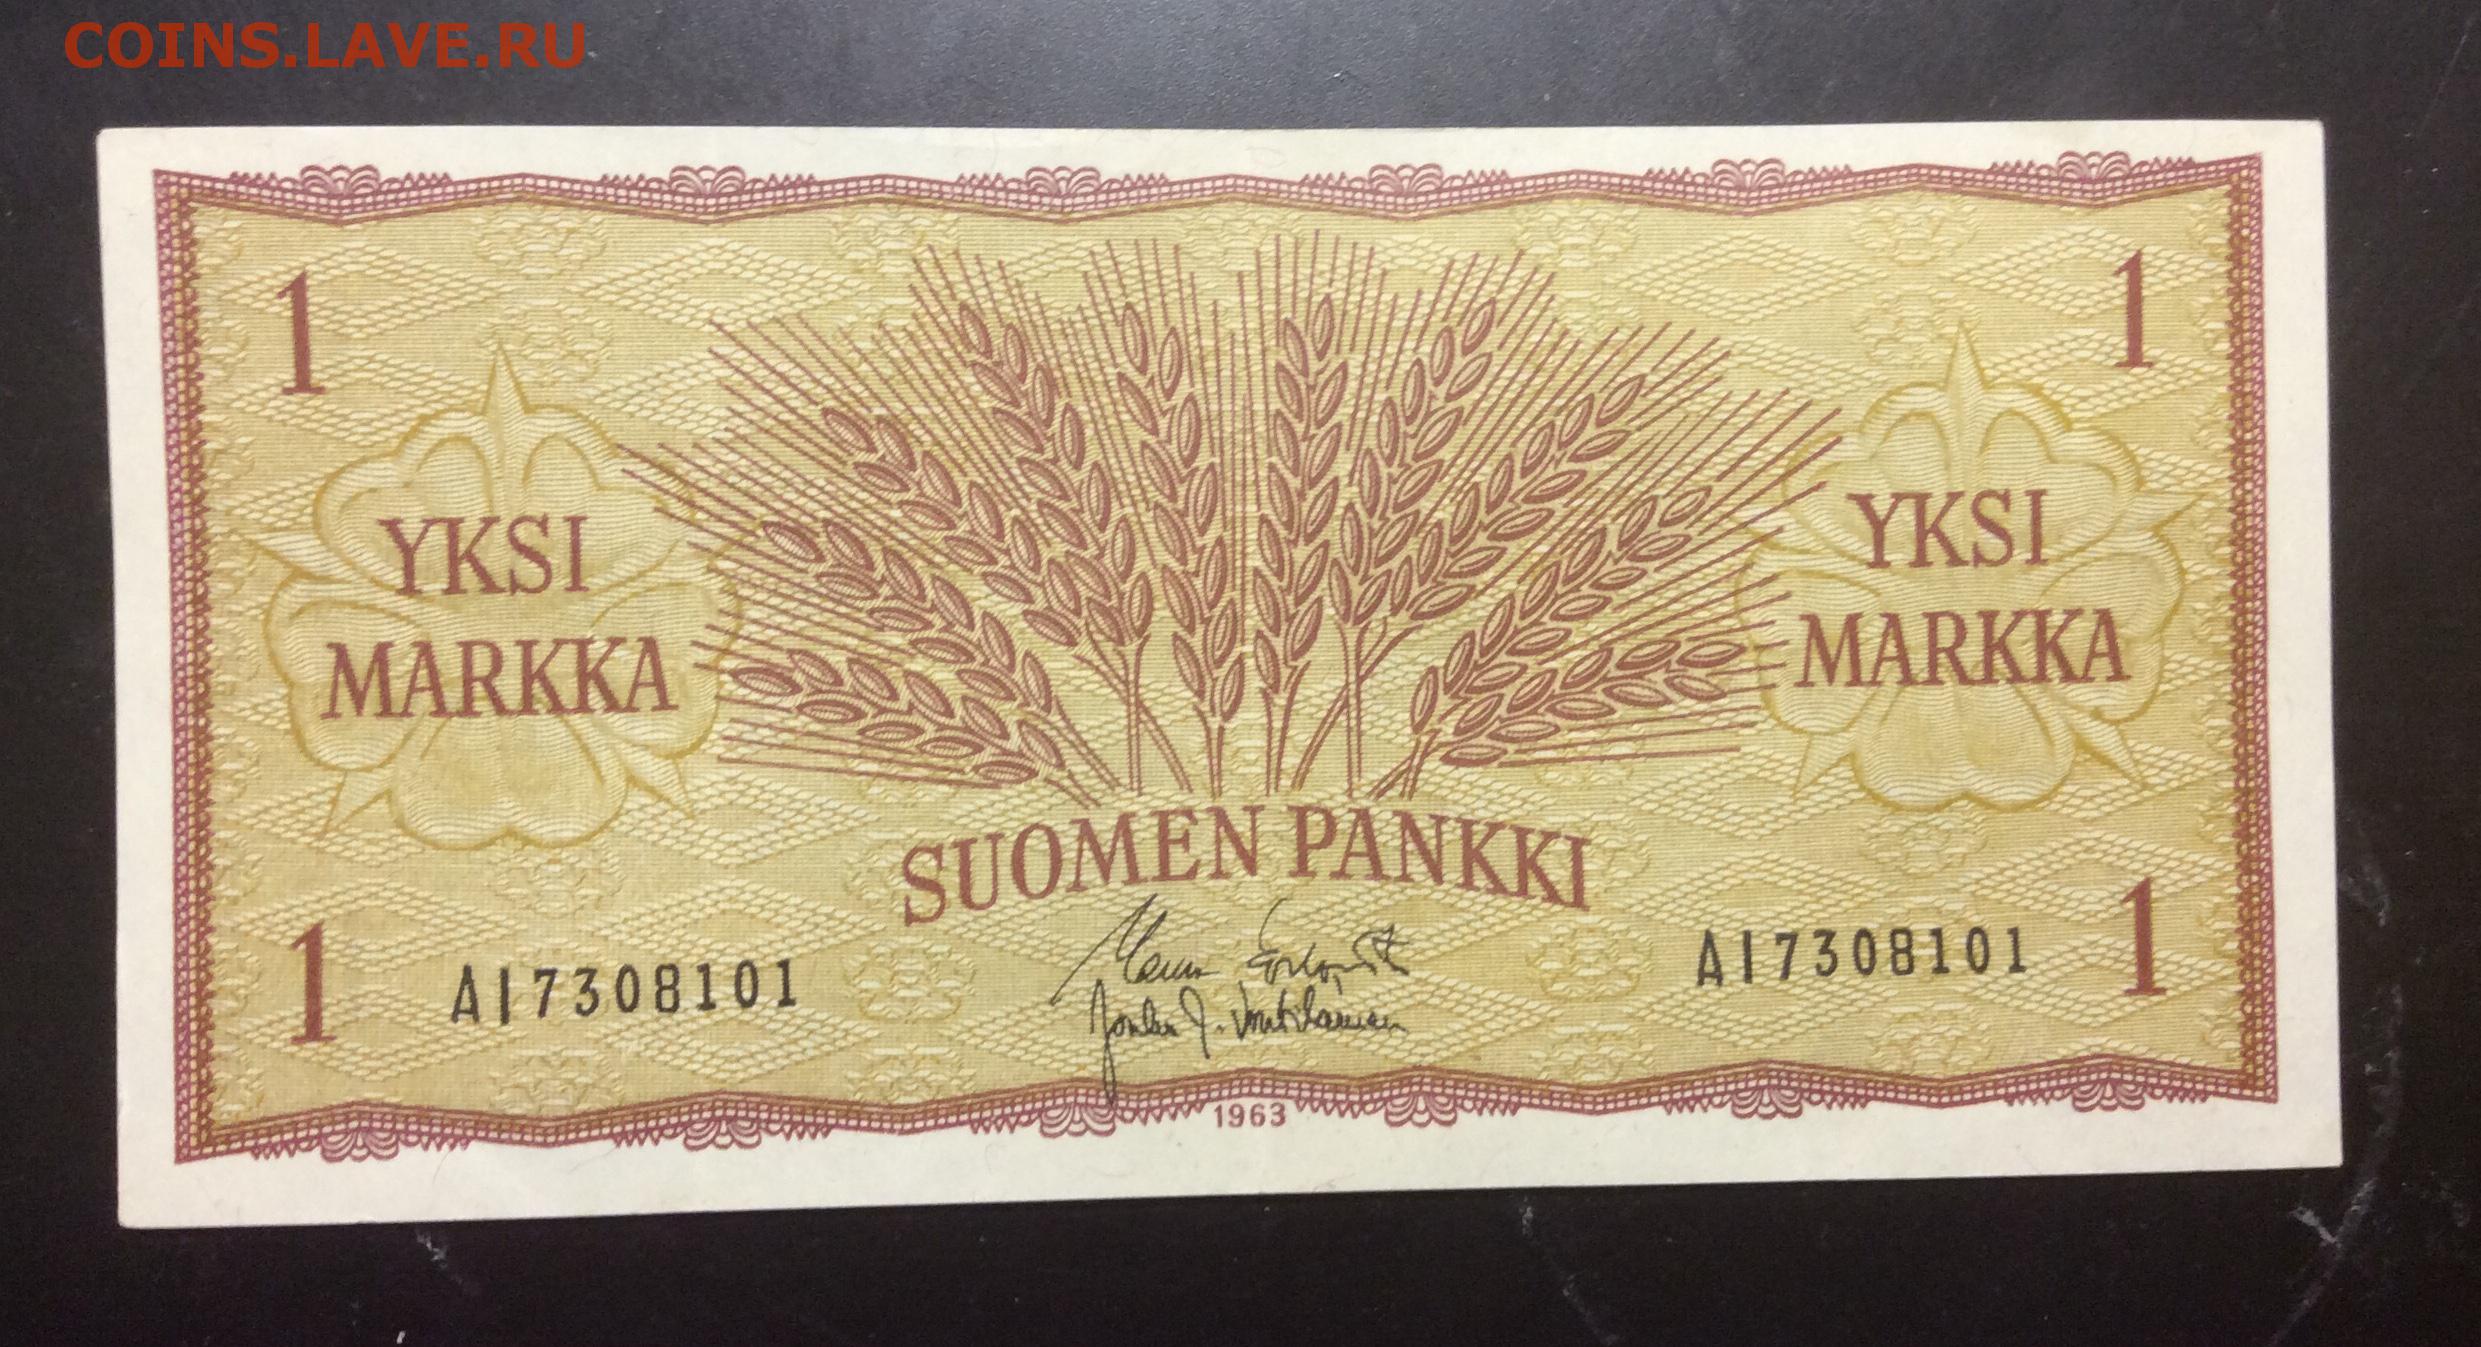 COINS.LAVE.RU
1 1
YKSI YKSI
MARKKA MARKKA
SUOMEN PANKKI
1 1
AI7308101 AI7308101
1963